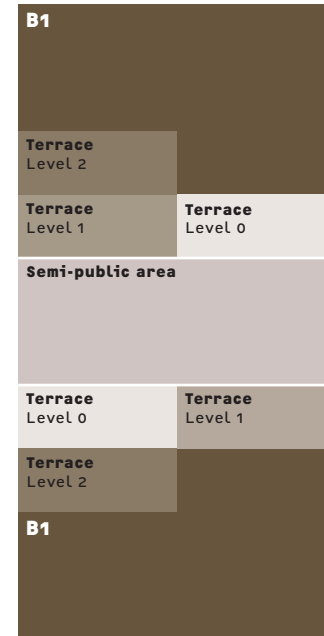 B1
Terrace
Level 2
Terrace
Level 1
Terrace
Level 0
Semi-public area
Terrace
Level 0
Terrace
Level 1
Terrace
Level 2
B1